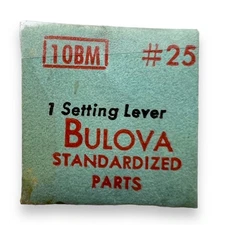 10BM #25
1 Setting Lever
BULOVA
STANDARDIZED
PARTS